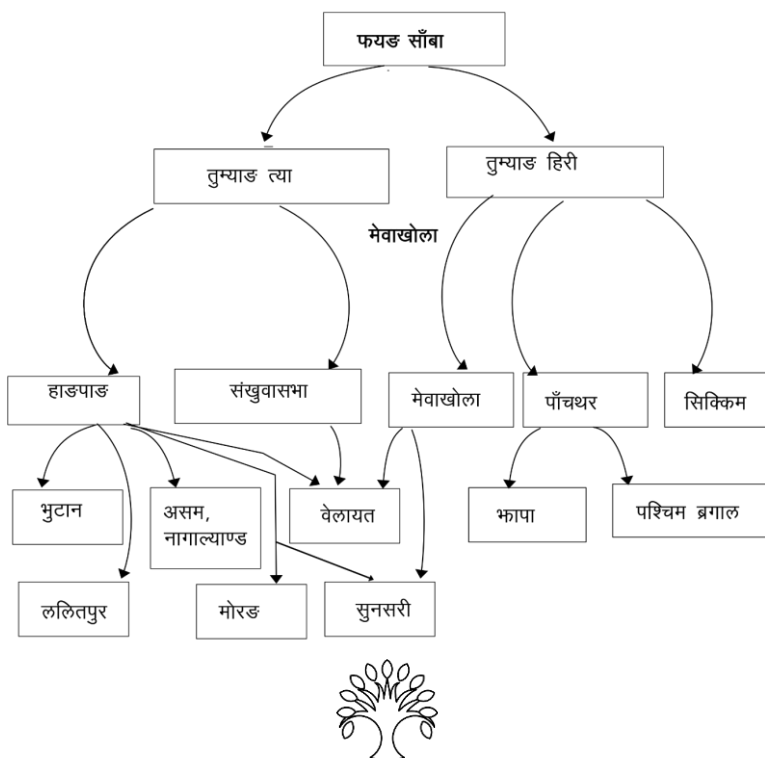 फयङ साँबा
तुम्याङ त्या
तुम्याङ हिरी
मेवाखोला
हाङपाङ
संखुवासभा
मेवाखोला
पाँचथर
सिक्किम
भुटान
असम,
नागाल्याण्ड
वेलायत
झापा
पश्चिम ब्रगाल
ललितपुर
मोरङ
सुनसरी